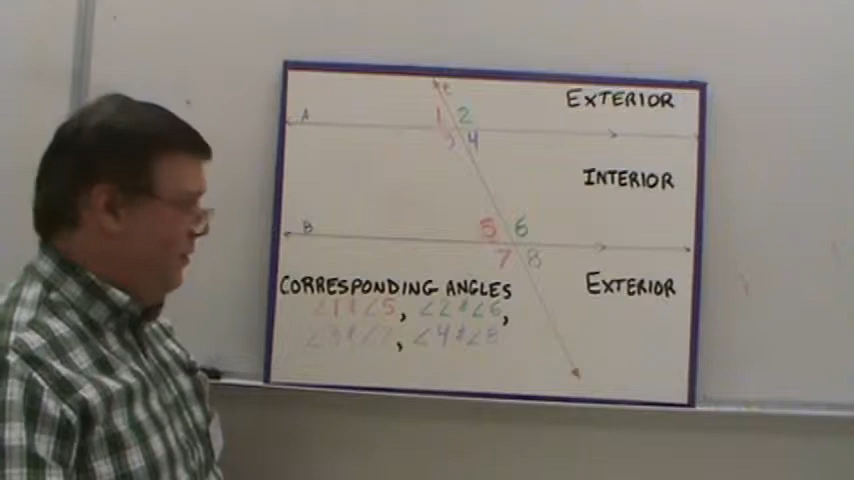 EXTERIOR
A
1 2
3 4
INTERIOR
B
5 6
7 8
EXTERIOR
CORRESPONDING ANGLES
∠1 & ∠5, ∠2 & ∠6,
∠3 & ∠7, ∠4 & ∠8